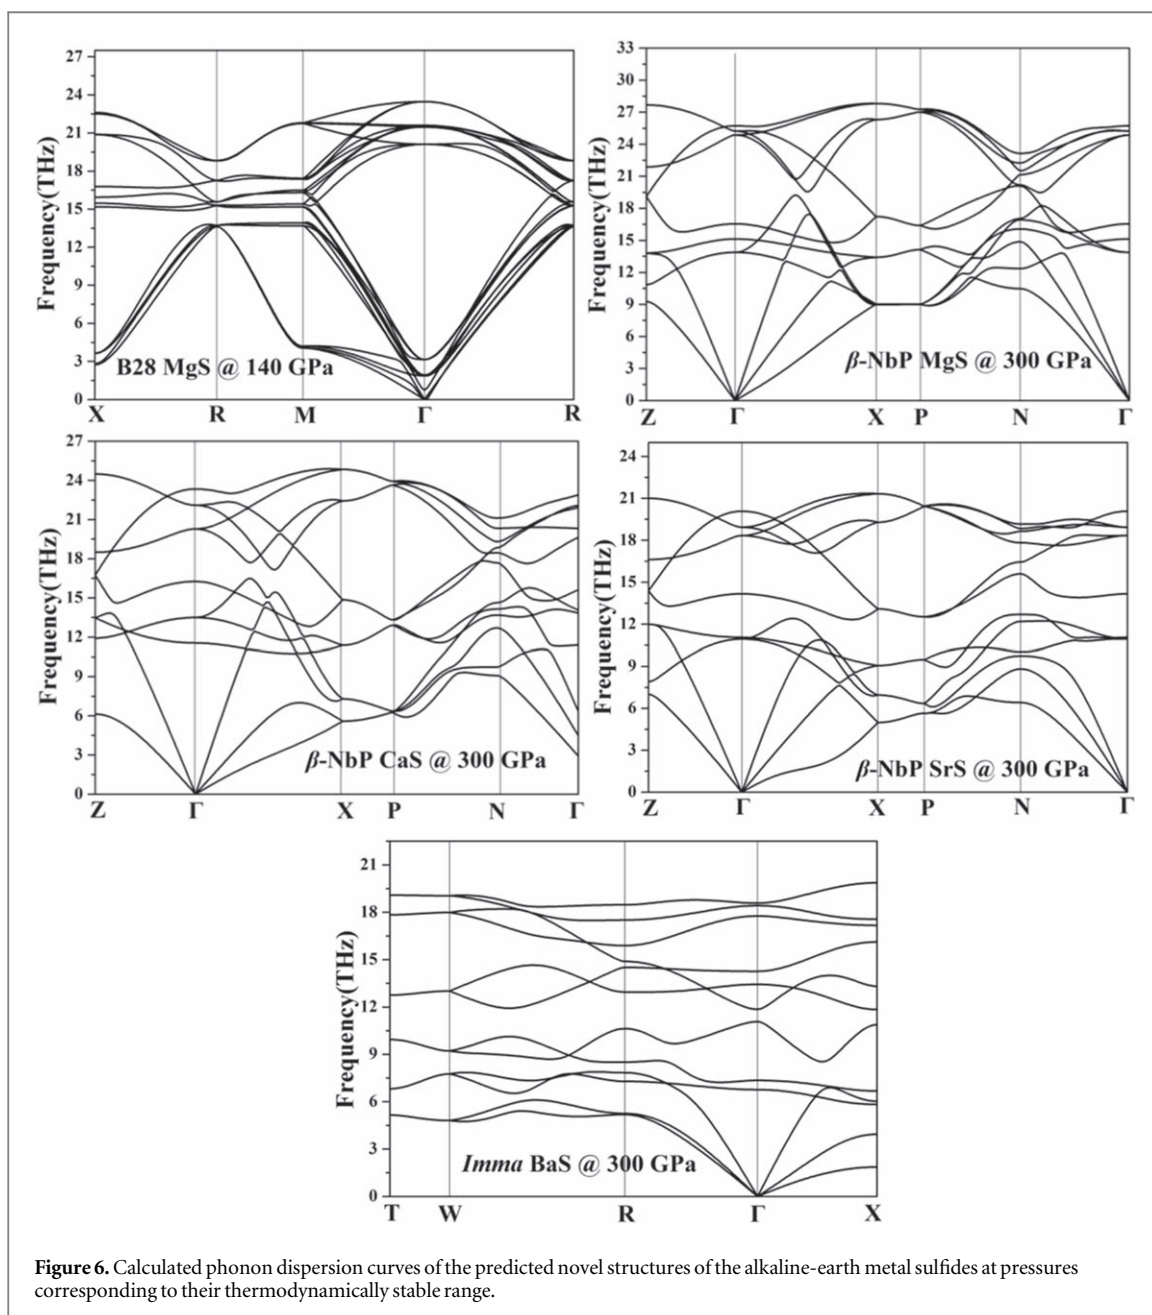 27
24
21
18
15
12
9
6
3
0
Frequency(THz)
B28 MgS @ 140 GPa
X R M Γ R
33
30
27
24
21
18
15
12
9
6
3
0
Frequency(THz)
β-NbP MgS @ 300 GPa
Z Γ X P N Γ
27
24
21
18
15
12
9
6
3
0
Frequency(THz)
β-NbP CaS @ 300 GPa
Z Γ X P N Γ
24
21
18
15
12
9
6
3
0
Frequency(THz)
β-NbP SrS @ 300 GPa
Z Γ X P N Γ
21
18
15
12
9
6
3
0
Frequency(THz)
Imma BaS @ 300 GPa
T W R Γ X
Figure 6. Calculated phonon dispersion curves of the predicted novel structures of the alkaline-earth metal sulfides at pressures
corresponding to their thermodynamically stable range.